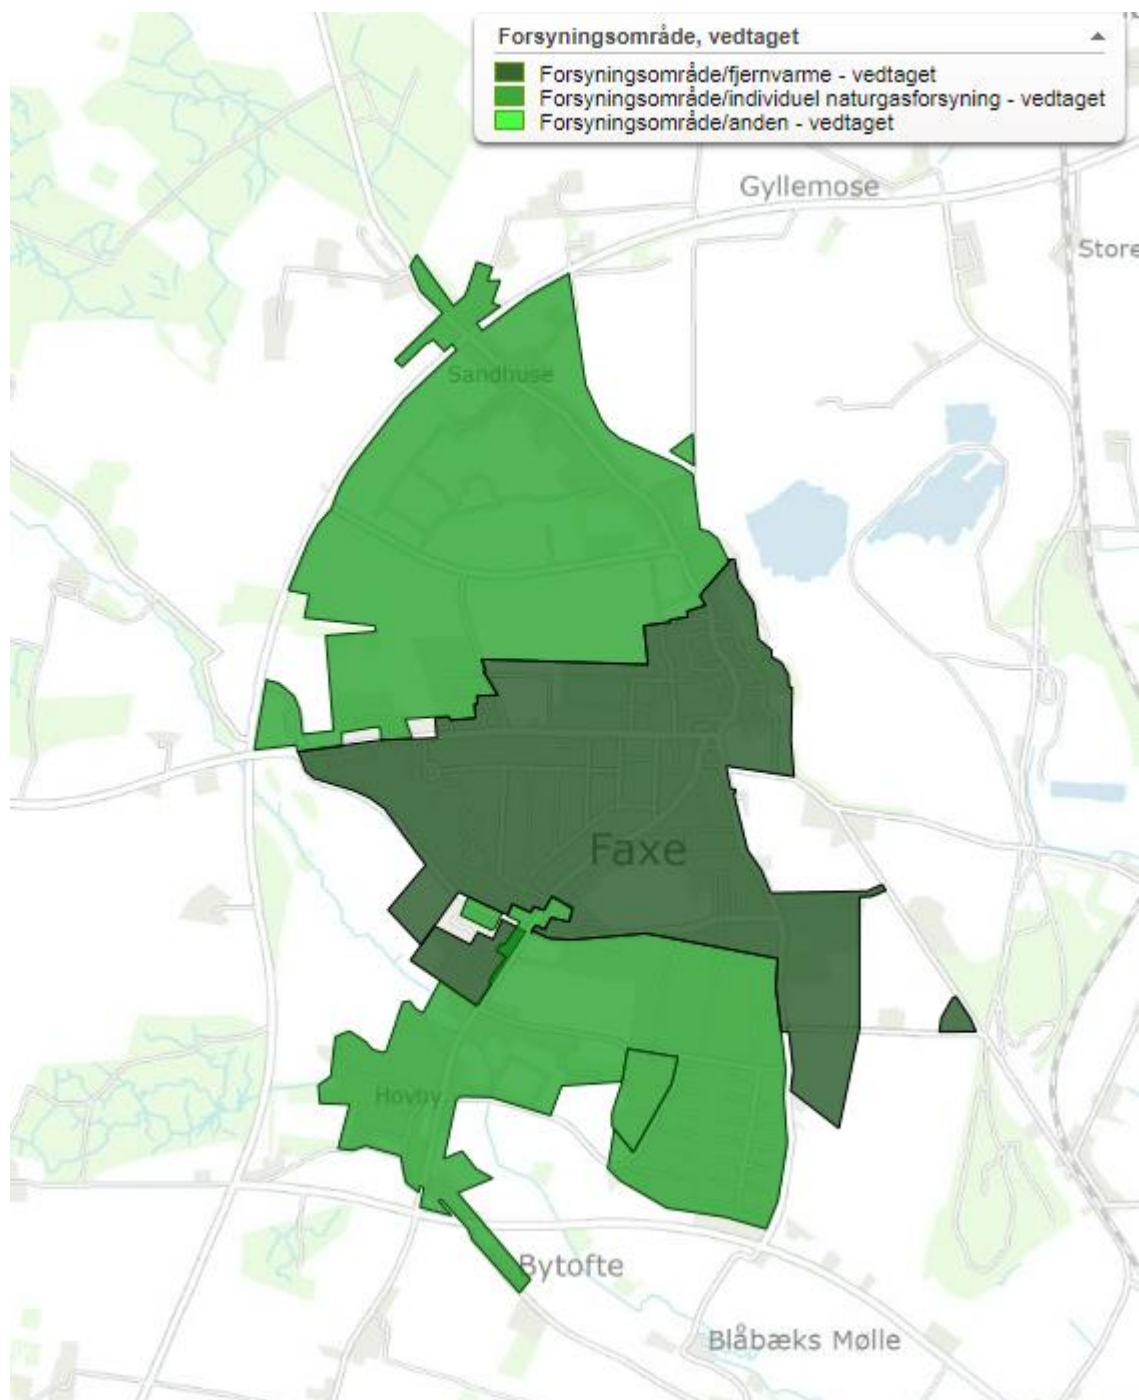 Forsyningsområde, vedtaget
Forsyningsområde/fjernvarme - vedtaget
Forsyningsområde/individuel naturgasforsyning - vedtaget
Forsyningsområde/anden - vedtaget
Gyllemose
Store
Sandhuse
Faxe
Hovby
Bytofte
Blåbæks Mølle